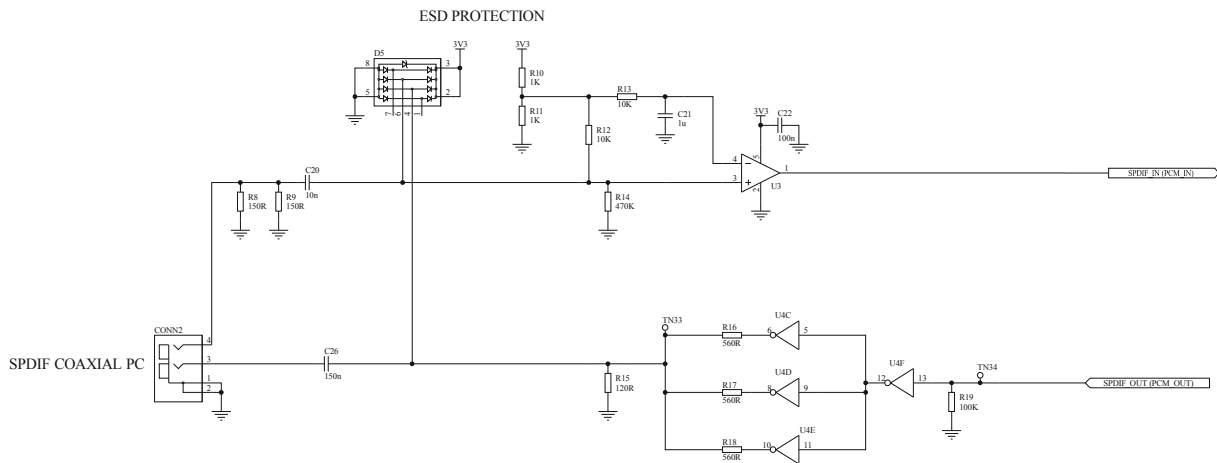 ESD PROTECTION
D5
3V3
8
3
5
2
7
6
4
1
3V3
R10
1K
R11
1K
R13
10K
R12
10K
C21
1u
3V3
C22
100n
4
5
1
3
2
U3
SPDIF_IN (PCM_IN)
R8
150R
R9
150R
C20
10n
R14
470K
CONN2
4
3
1
2
SPDIF COAXIAL PC
C26
150n
R15
120R
TN33
R16
560R
U4C
6
5
R17
560R
U4D
8
9
R18
560R
U4E
10
11
U4F
12
13
TN34
R19
100K
SPDIF_OUT (PCM_OUT)